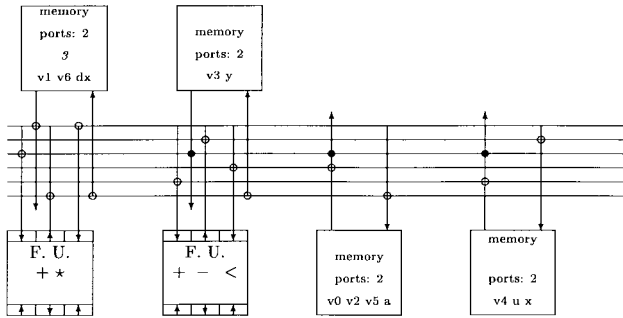 memory
ports: 2
3
v1 v6 dx
memory
ports: 2
v3 y
F. U.
+ *
F. U.
+ − <
memory
ports: 2
v0 v2 v5 a
memory
ports: 2
v4 u x